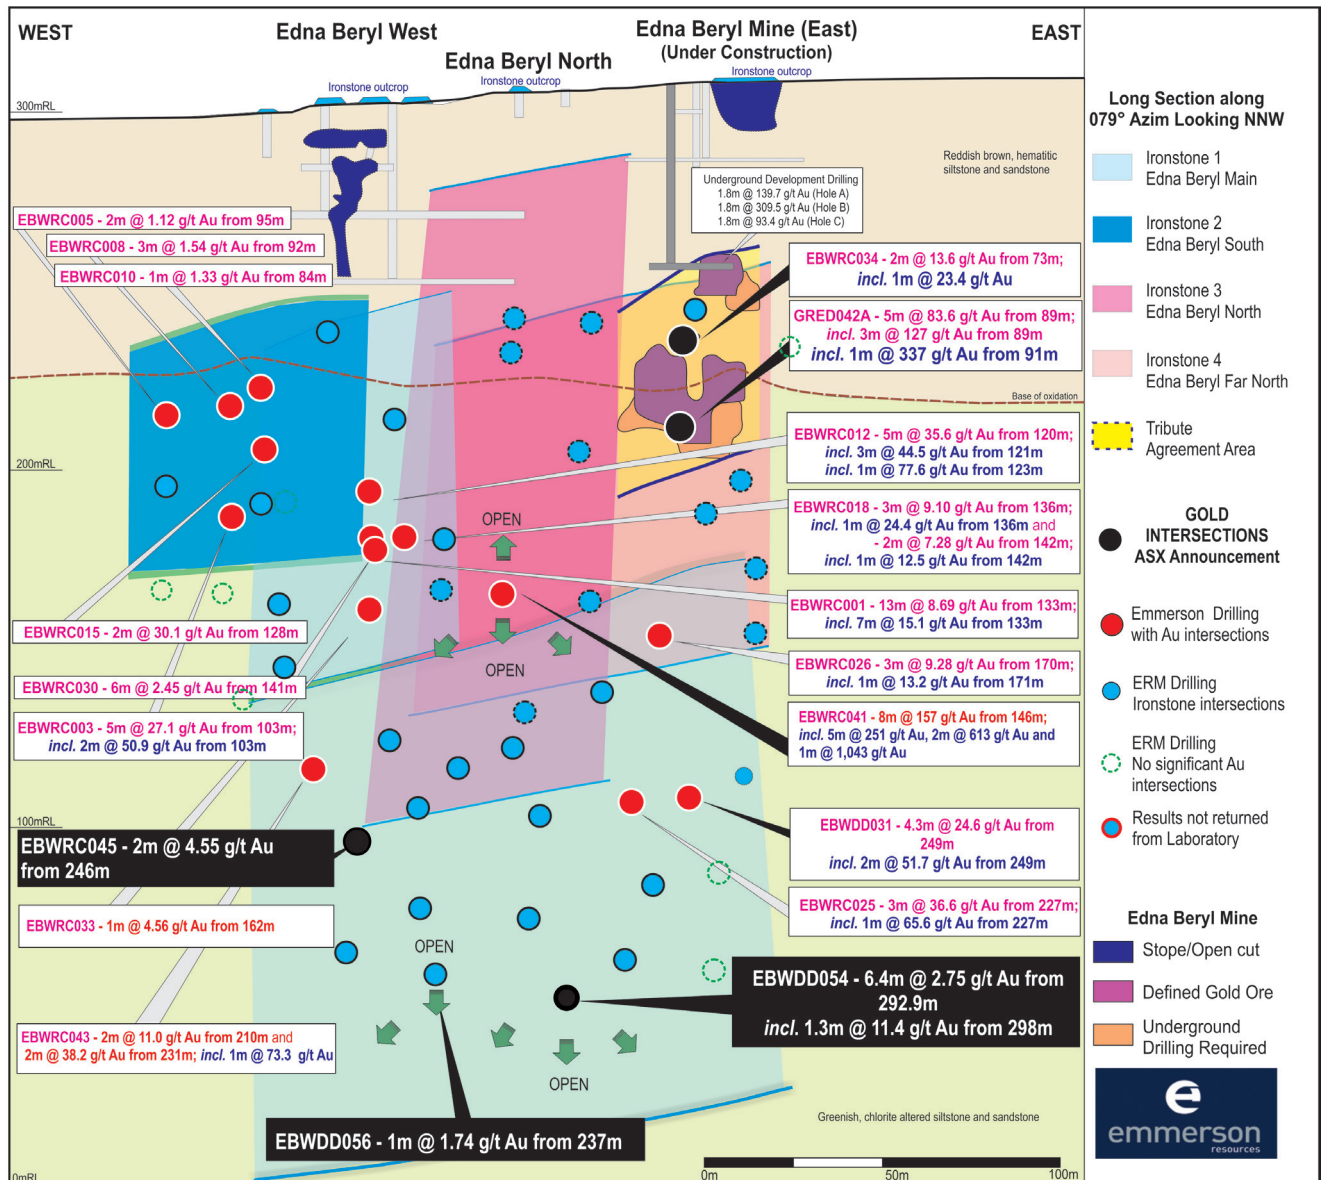 WEST
Edna Beryl West
Edna Beryl North
Edna Beryl Mine (East)
(Under Construction)
EAST
Ironstone outcrop
Ironstone outcrop
Ironstone outcrop
300mRL
Reddish brown, hematitic
siltstone and sandstone
Underground Development Drilling
1.8m @ 139.7 g/t Au (Hole A)
1.8m @ 309.5 g/t Au (Hole B)
1.8m @ 93.4 g/t Au (Hole C)
EBWRC005 - 2m @ 1.12 g/t Au from 95m
EBWRC008 - 3m @ 1.54 g/t Au from 92m
EBWRC010 - 1m @ 1.33 g/t Au from 84m
EBWRC034 - 2m @ 13.6 g/t Au from 73m;
incl. 1m @ 23.4 g/t Au
GRED042A - 5m @ 83.6 g/t Au from 89m;
incl. 3m @ 127 g/t Au from 89m
incl. 1m @ 337 g/t Au from 91m
Base of oxidation
200mRL
EBWRC012 - 5m @ 35.6 g/t Au from 120m;
incl. 3m @ 44.5 g/t Au from 121m
incl. 1m @ 77.6 g/t Au from 123m
OPEN
EBWRC018 - 3m @ 9.10 g/t Au from 136m;
incl. 1m @ 24.4 g/t Au from 136m and
- 2m @ 7.28 g/t Au from 142m;
incl. 1m @ 12.5 g/t Au from 142m
EBWRC001 - 13m @ 8.69 g/t Au from 133m;
incl. 7m @ 15.1 g/t Au from 133m
EBWRC015 - 2m @ 30.1 g/t Au from 128m
OPEN
EBWRC026 - 3m @ 9.28 g/t Au from 170m;
incl. 1m @ 13.2 g/t Au from 171m
EBWRC030 - 6m @ 2.45 g/t Au from 141m
EBWRC003 - 5m @ 27.1 g/t Au from 103m;
incl. 2m @ 50.9 g/t Au from 103m
EBWRC041 - 8m @ 157 g/t Au from 146m;
incl. 5m @ 251 g/t Au, 2m @ 613 g/t Au and
1m @ 1,043 g/t Au
100mRL
EBWRC045 - 2m @ 4.55 g/t Au
from 246m
EBWDD031 - 4.3m @ 24.6 g/t Au from
249m
incl. 2m @ 51.7 g/t Au from 249m
EBWRC025 - 3m @ 36.6 g/t Au from 227m;
incl. 1m @ 65.6 g/t Au from 227m
EBWRC033 - 1m @ 4.56 g/t Au from 162m
OPEN
EBWDD054 - 6.4m @ 2.75 g/t Au from
292.9m
incl. 1.3m @ 11.4 g/t Au from 298m
EBWRC043 - 2m @ 11.0 g/t Au from 210m and
2m @ 38.2 g/t Au from 231m; incl. 1m @ 73.3 g/t Au
OPEN
EBWDD056 - 1m @ 1.74 g/t Au from 237m
Greenish, chlorite altered siltstone and sandstone
0mRL
0m
50m
100m
Long Section along
079° Azim Looking NNW
Ironstone 1
Edna Beryl Main
Ironstone 2
Edna Beryl South
Ironstone 3
Edna Beryl North
Ironstone 4
Edna Beryl Far North
Tribute
Agreement Area
GOLD
INTERSECTIONS
ASX Announcement
Emmerson Drilling
with Au intersections
ERM Drilling
Ironstone intersections
ERM Drilling
No significant Au
intersections
Results not returned
from Laboratory
Edna Beryl Mine
Stope/Open cut
Defined Gold Ore
Underground
Drilling Required
emmerson
resources